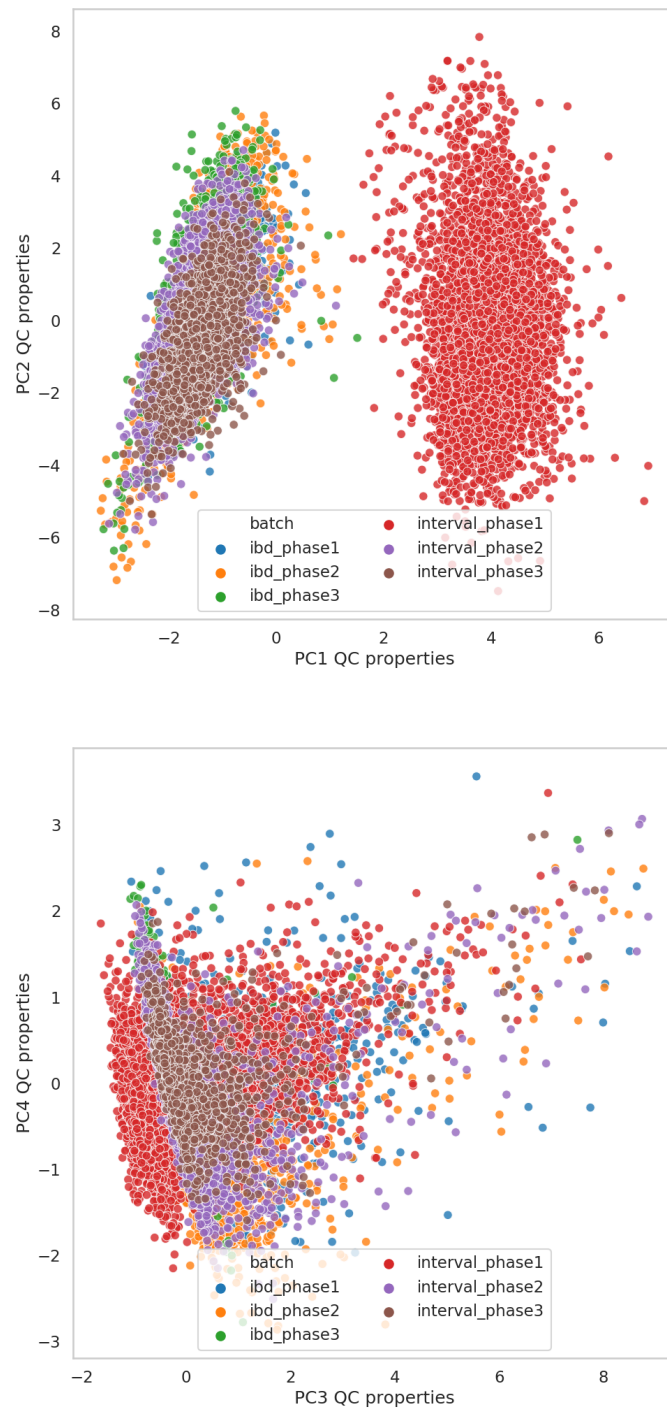 8
6
4
2
0
−2
−4
−6
−8
PC2 QC properties
batch
ibd_phase1
ibd_phase2
ibd_phase3
interval_phase1
interval_phase2
interval_phase3
−2 0 2 4 6
PC1 QC properties
3
2
1
0
−1
−2
−3
PC4 QC properties
batch
ibd_phase1
ibd_phase2
ibd_phase3
interval_phase1
interval_phase2
interval_phase3
−2 0 2 4 6 8
PC3 QC properties